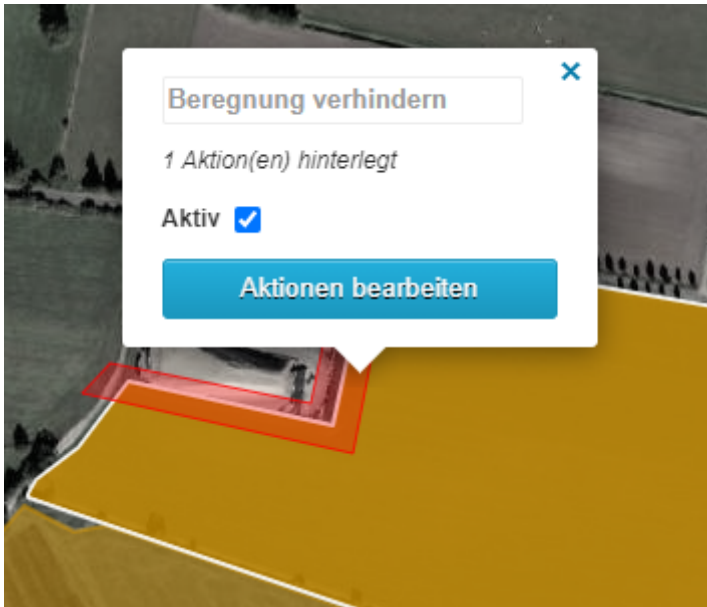 Beregnung verhindern
1 Aktion(en) hinterlegt
Aktiv
Aktionen bearbeiten